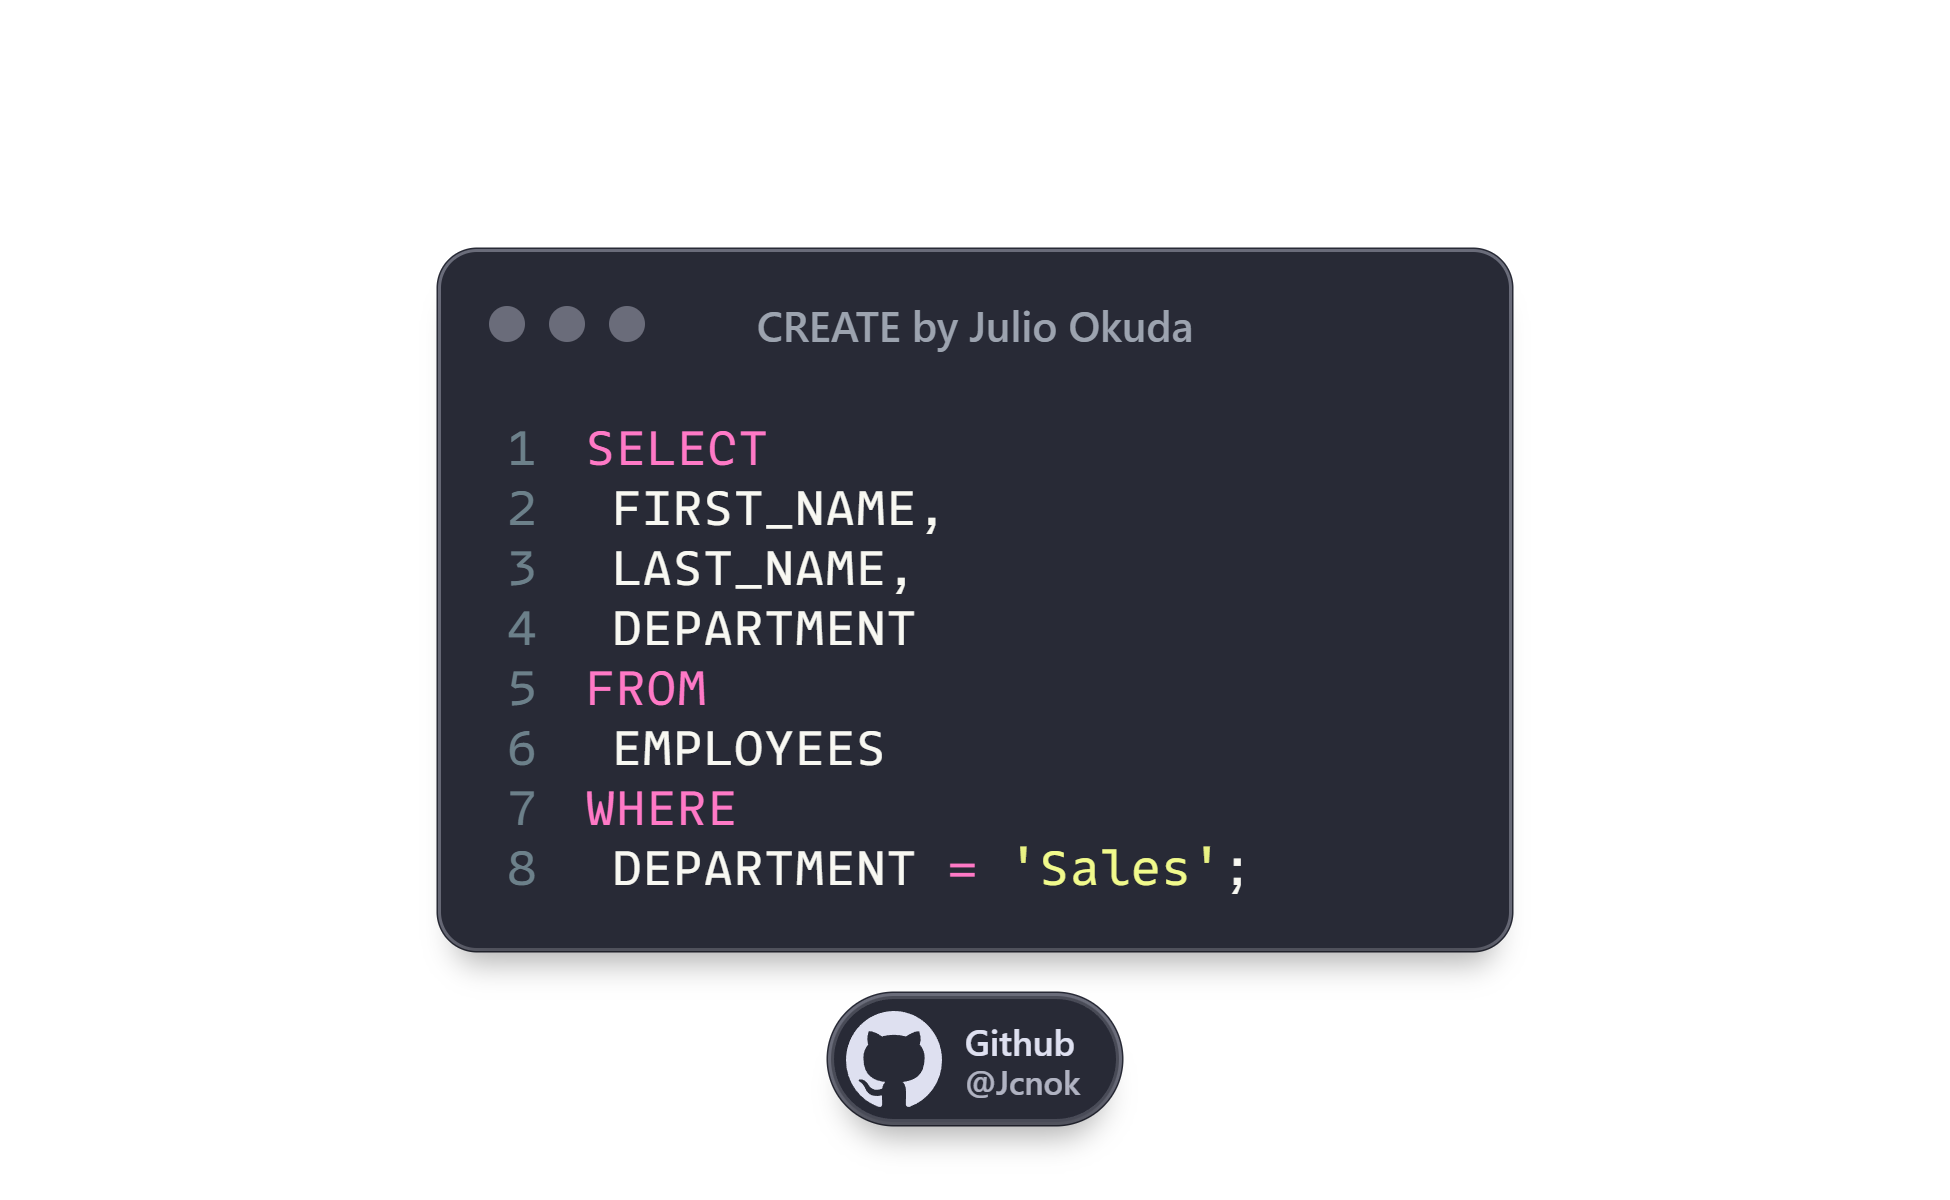 CREATE by Julio Okuda
1 SELECT
2 FIRST_NAME,
3 LAST_NAME,
4 DEPARTMENT
5 FROM
6 EMPLOYEES
7 WHERE
8 DEPARTMENT = 'Sales';
Github
@Jcnok